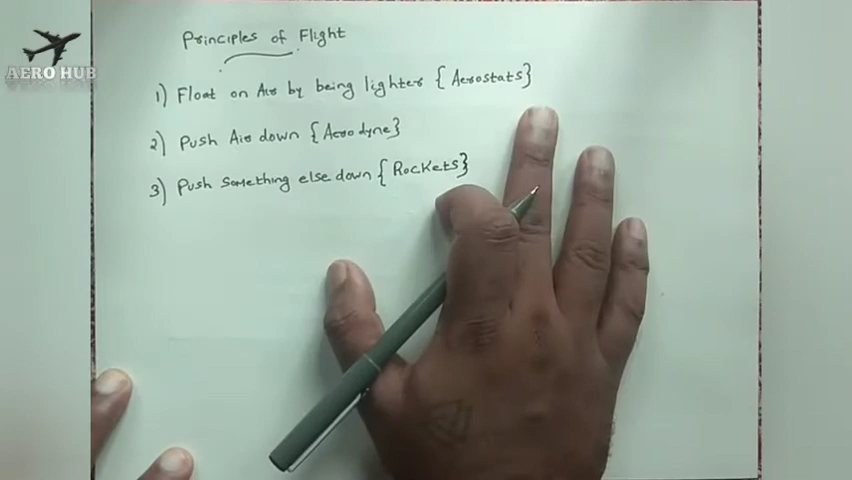 AERO HUB
Principles of Flight
1) Float on Air by being lighter {Aerostats}
2) Push Air down {Aerodyne}
3) Push Something else down {Rockets}